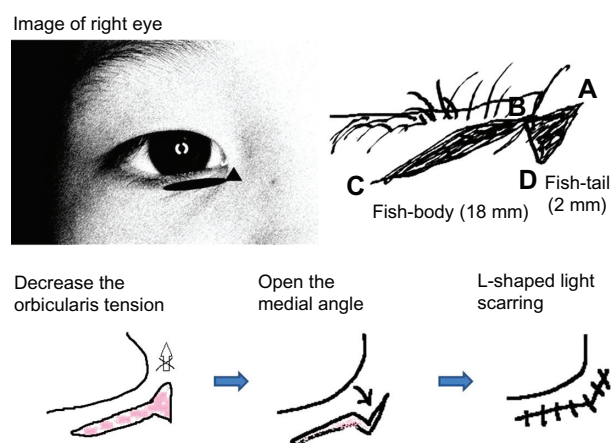 Image of right eye
A
B
C
D
Fish-tail
(2 mm)
Fish-body (18 mm)
Decrease the
orbicularis tension
Open the
medial angle
L-shaped light
scarring